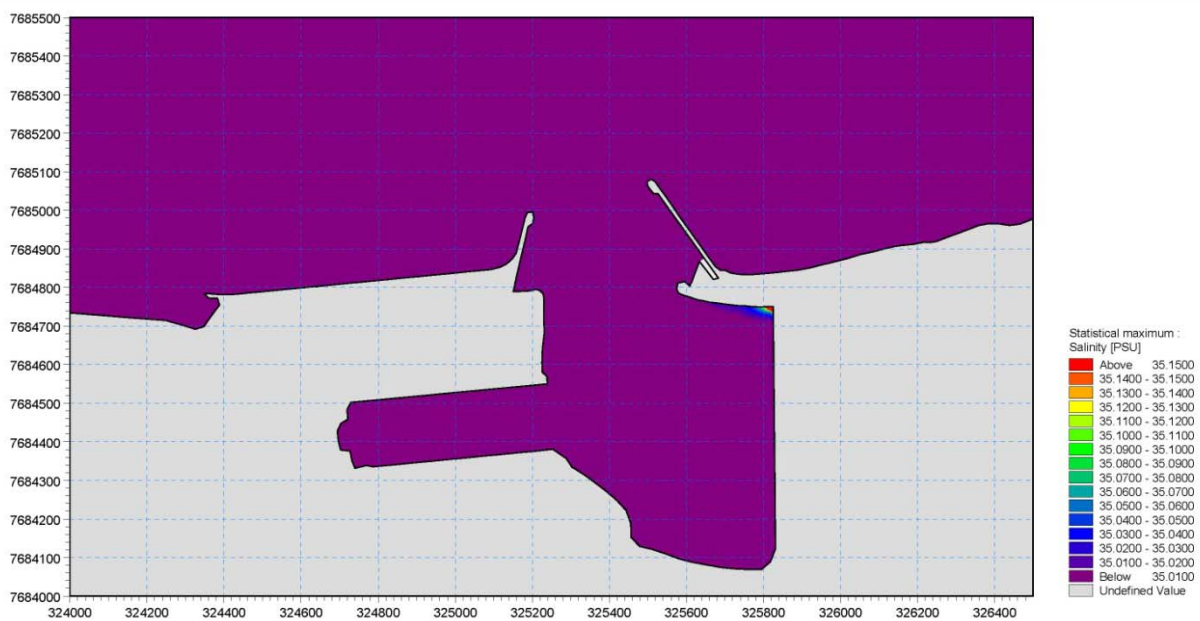 7685500
7685400
7685300
7685200
7685100
7685000
7684900
7684800
7684700
7684600
7684500
7684400
7684300
7684200
7684100
7684000
324000 324200 324400 324600 324800 325000 325200 325400 325600 325800 326000 326200 326400
Statistical maximum :
Salinity [PSU]
Above 35.1500
35.1400 - 35.1500
35.1300 - 35.1400
35.1200 - 35.1300
35.1100 - 35.1200
35.1000 - 35.1100
35.0900 - 35.1000
35.0800 - 35.0900
35.0700 - 35.0800
35.0600 - 35.0700
35.0500 - 35.0600
35.0400 - 35.0500
35.0300 - 35.0400
35.0200 - 35.0300
35.0100 - 35.0200
Below 35.0100
Undefined Value